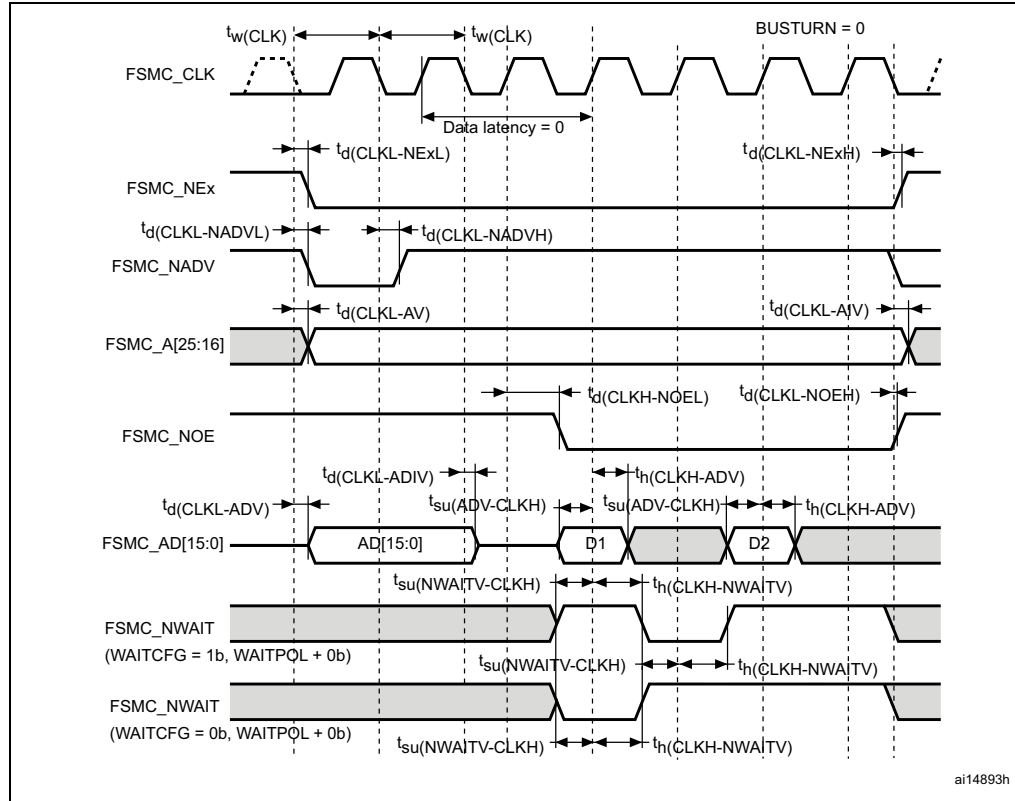 tw(CLK) tw(CLK) BUSTURN = 0
FSMC_CLK
Data latency = 0
td(CLKL-NExL) td(CLKL-NExH)
FSMC_NEx
td(CLKL-NADVL) td(CLKL-NADVH)
FSMC_NADV
td(CLKL-AV) td(CLKL-AIV)
FSMC_A[25:16]
td(CLKH-NOEL) td(CLKL-NOEH)
FSMC_NOE
td(CLKL-ADIV) th(CLKH-ADV)
td(CLKL-ADV) tsu(ADV-CLKH) tsu(ADV-CLKH) th(CLKH-ADV)
FSMC_AD[15:0] AD[15:0] D1 D2
tsu(NWAITV-CLKH) th(CLKH-NWAITV)
FSMC_NWAIT
(WAITCFG = 1b, WAITPOL + 0b)
tsu(NWAITV-CLKH) th(CLKH-NWAITV)
FSMC_NWAIT
(WAITCFG = 0b, WAITPOL + 0b)
tsu(NWAITV-CLKH) th(CLKH-NWAITV)
ai14893h